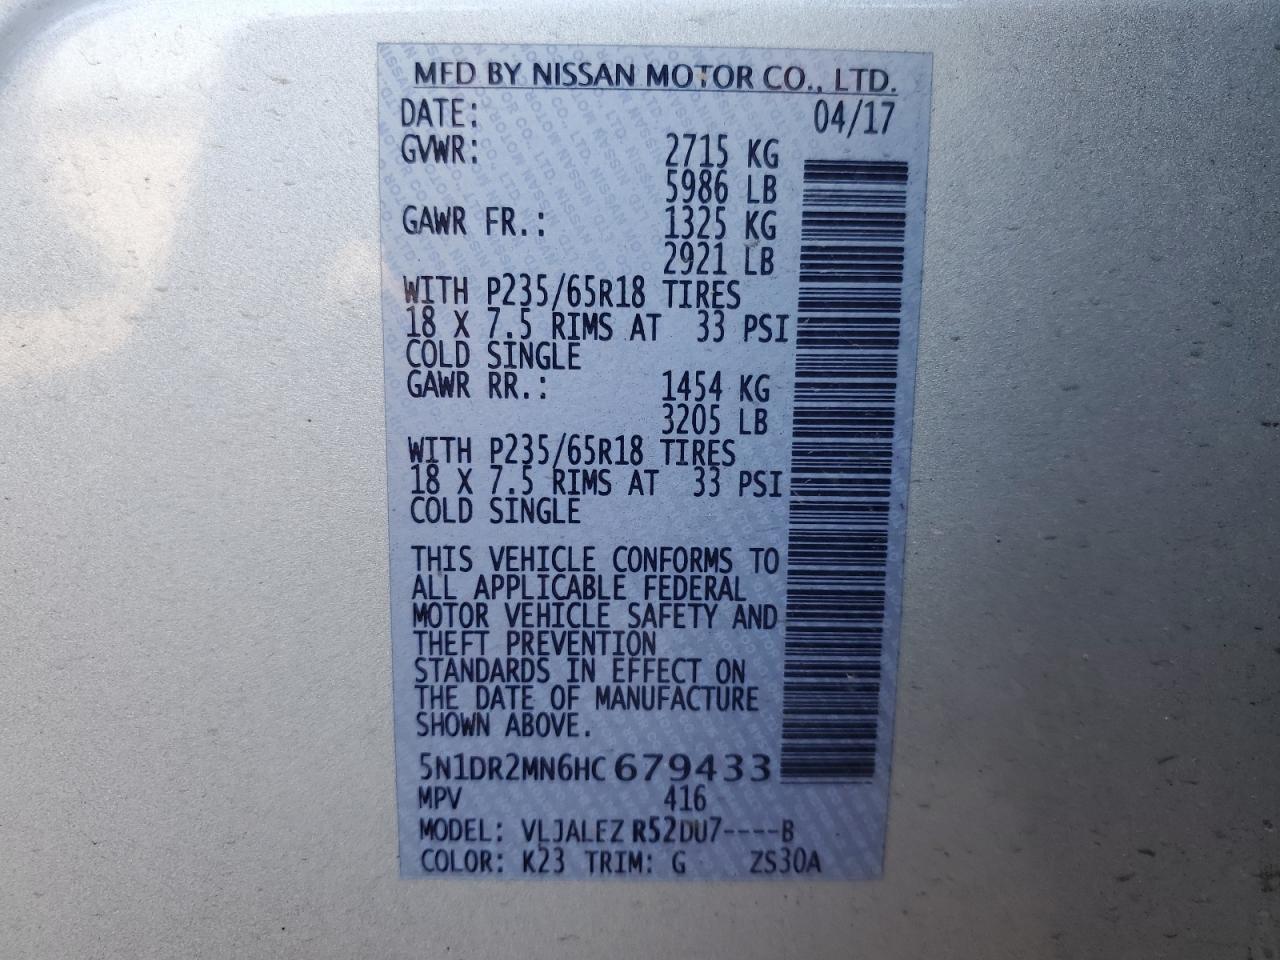 MFD BY NISSAN MOTOR CO., LTD.
DATE: 04/17
GVWR: 2715 KG
5986 LB
GAWR FR.: 1325 KG
2921 LB
WITH P235/65R18 TIRES
18 X 7.5 RIMS AT 33 PSI
COLD SINGLE
GAWR RR.: 1454 KG
3205 LB
WITH P235/65R18 TIRES
18 X 7.5 RIMS AT 33 PSI
COLD SINGLE
THIS VEHICLE CONFORMS TO
ALL APPLICABLE FEDERAL
MOTOR VEHICLE SAFETY AND
THEFT PREVENTION
STANDARDS IN EFFECT ON
THE DATE OF MANUFACTURE
SHOWN ABOVE.
5N1DR2MN6HC679433
MPV 416
MODEL: VLJALEZ R52DU7----B
COLOR: K23 TRIM: G ZS30A